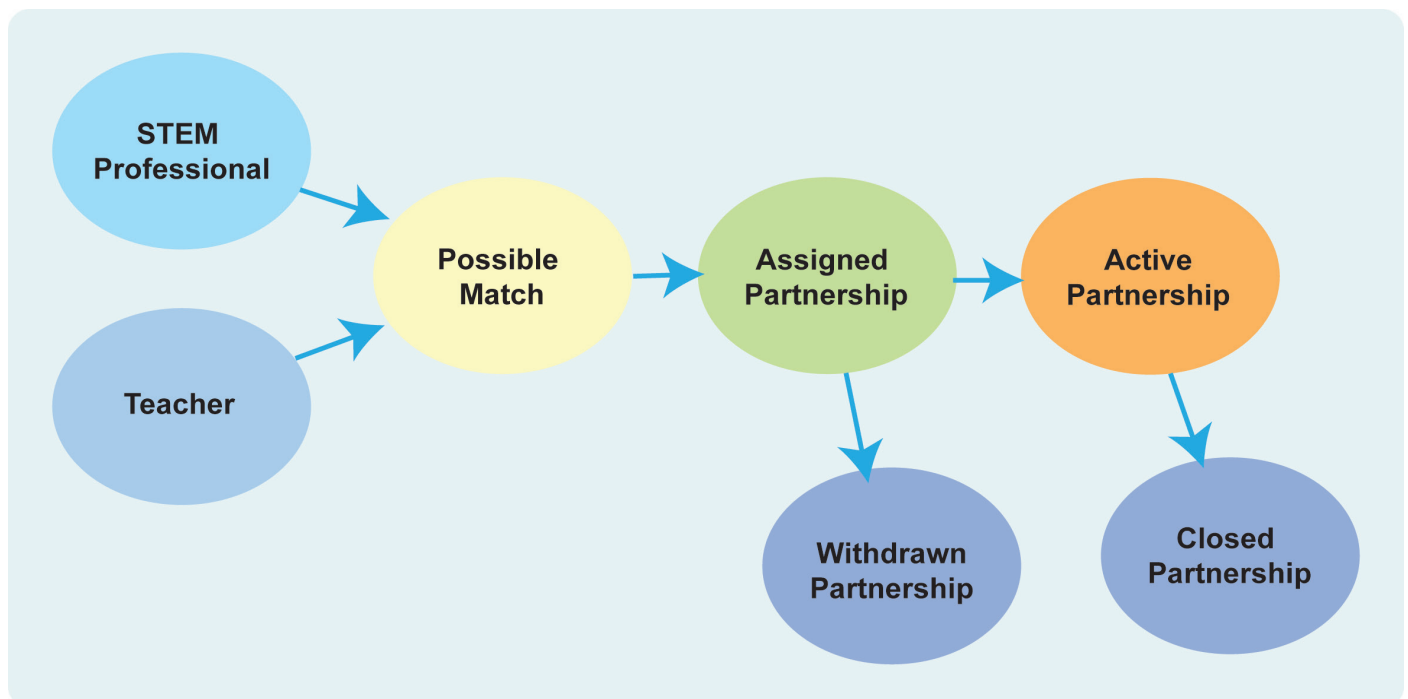 STEM
Professional
Teacher
Possible
Match
Assigned
Partnership
Active
Partnership
Withdrawn
Partnership
Closed
Partnership